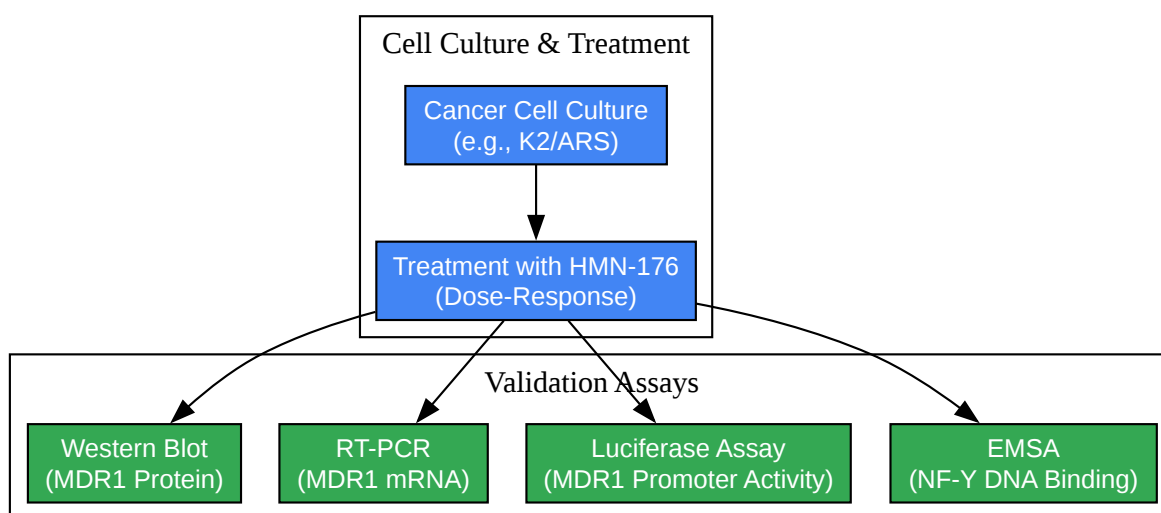 Cell Culture & Treatment
Cancer Cell Culture
(e.g., K2/ARS)
Treatment with HMN-176
(Dose-Response)
Validation Assays
Western Blot
(MDR1 Protein)
RT-PCR
(MDR1 mRNA)
Luciferase Assay
(MDR1 Promoter Activity)
EMSA
(NF-Y DNA Binding)